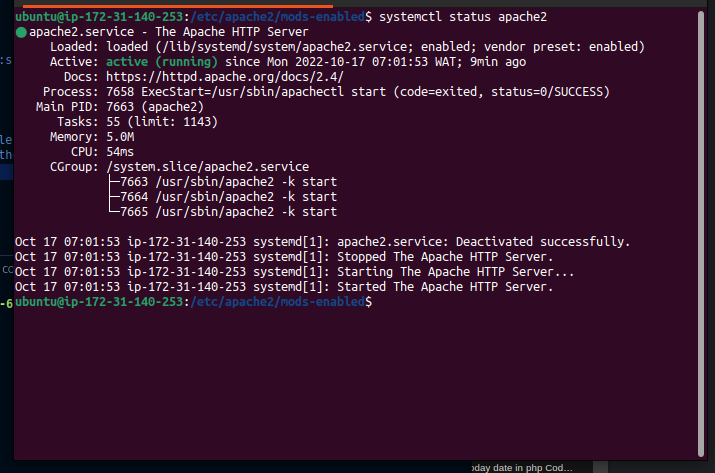 ubuntu@ip-172-31-140-253:/etc/apache2/mods-enabled$ systemctl status apache2
● apache2.service - The Apache HTTP Server
Loaded: loaded (/lib/systemd/system/apache2.service; enabled; vendor preset: enabled)
Active: active (running) since Mon 2022-10-17 07:01:53 WAT; 9min ago
Docs: https://httpd.apache.org/docs/2.4/
Process: 7658 ExecStart=/usr/sbin/apachectl start (code=exited, status=0/SUCCESS)
Main PID: 7663 (apache2)
Tasks: 55 (limit: 1143)
Memory: 5.0M
CPU: 54ms
CGroup: /system.slice/apache2.service
├─7663 /usr/sbin/apache2 -k start
├─7664 /usr/sbin/apache2 -k start
└─7665 /usr/sbin/apache2 -k start
Oct 17 07:01:53 ip-172-31-140-253 systemd[1]: apache2.service: Deactivated successfully.
Oct 17 07:01:53 ip-172-31-140-253 systemd[1]: Stopped The Apache HTTP Server.
Oct 17 07:01:53 ip-172-31-140-253 systemd[1]: Starting The Apache HTTP Server...
Oct 17 07:01:53 ip-172-31-140-253 systemd[1]: Started The Apache HTTP Server.
ubuntu@ip-172-31-140-253:/etc/apache2/mods-enabled$
date in php Cod...